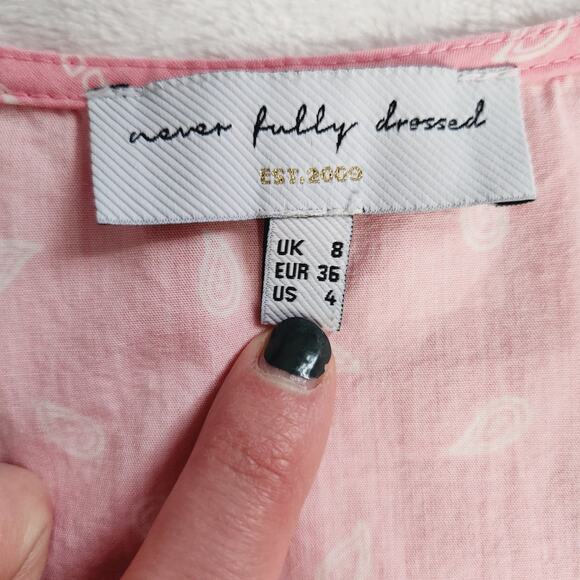 never fully dressed
EST.2009
UK 8
EUR 36
US 4